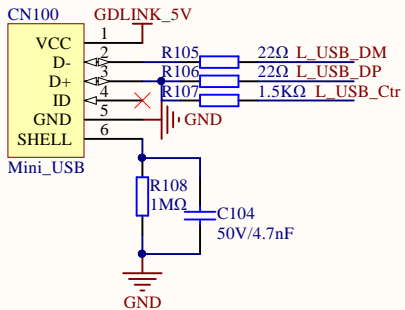 CN100 GDLINK_5V
VCC 1
D- 2 R105 22Ω L_USB_DM
D+ 3 R106 22Ω L_USB_DP
ID 4 R107 1.5KΩ L_USB_Ctr
GND 5 GND
SHELL 6
Mini_USB
R108
1MΩ
C104
50V/4.7nF
GND